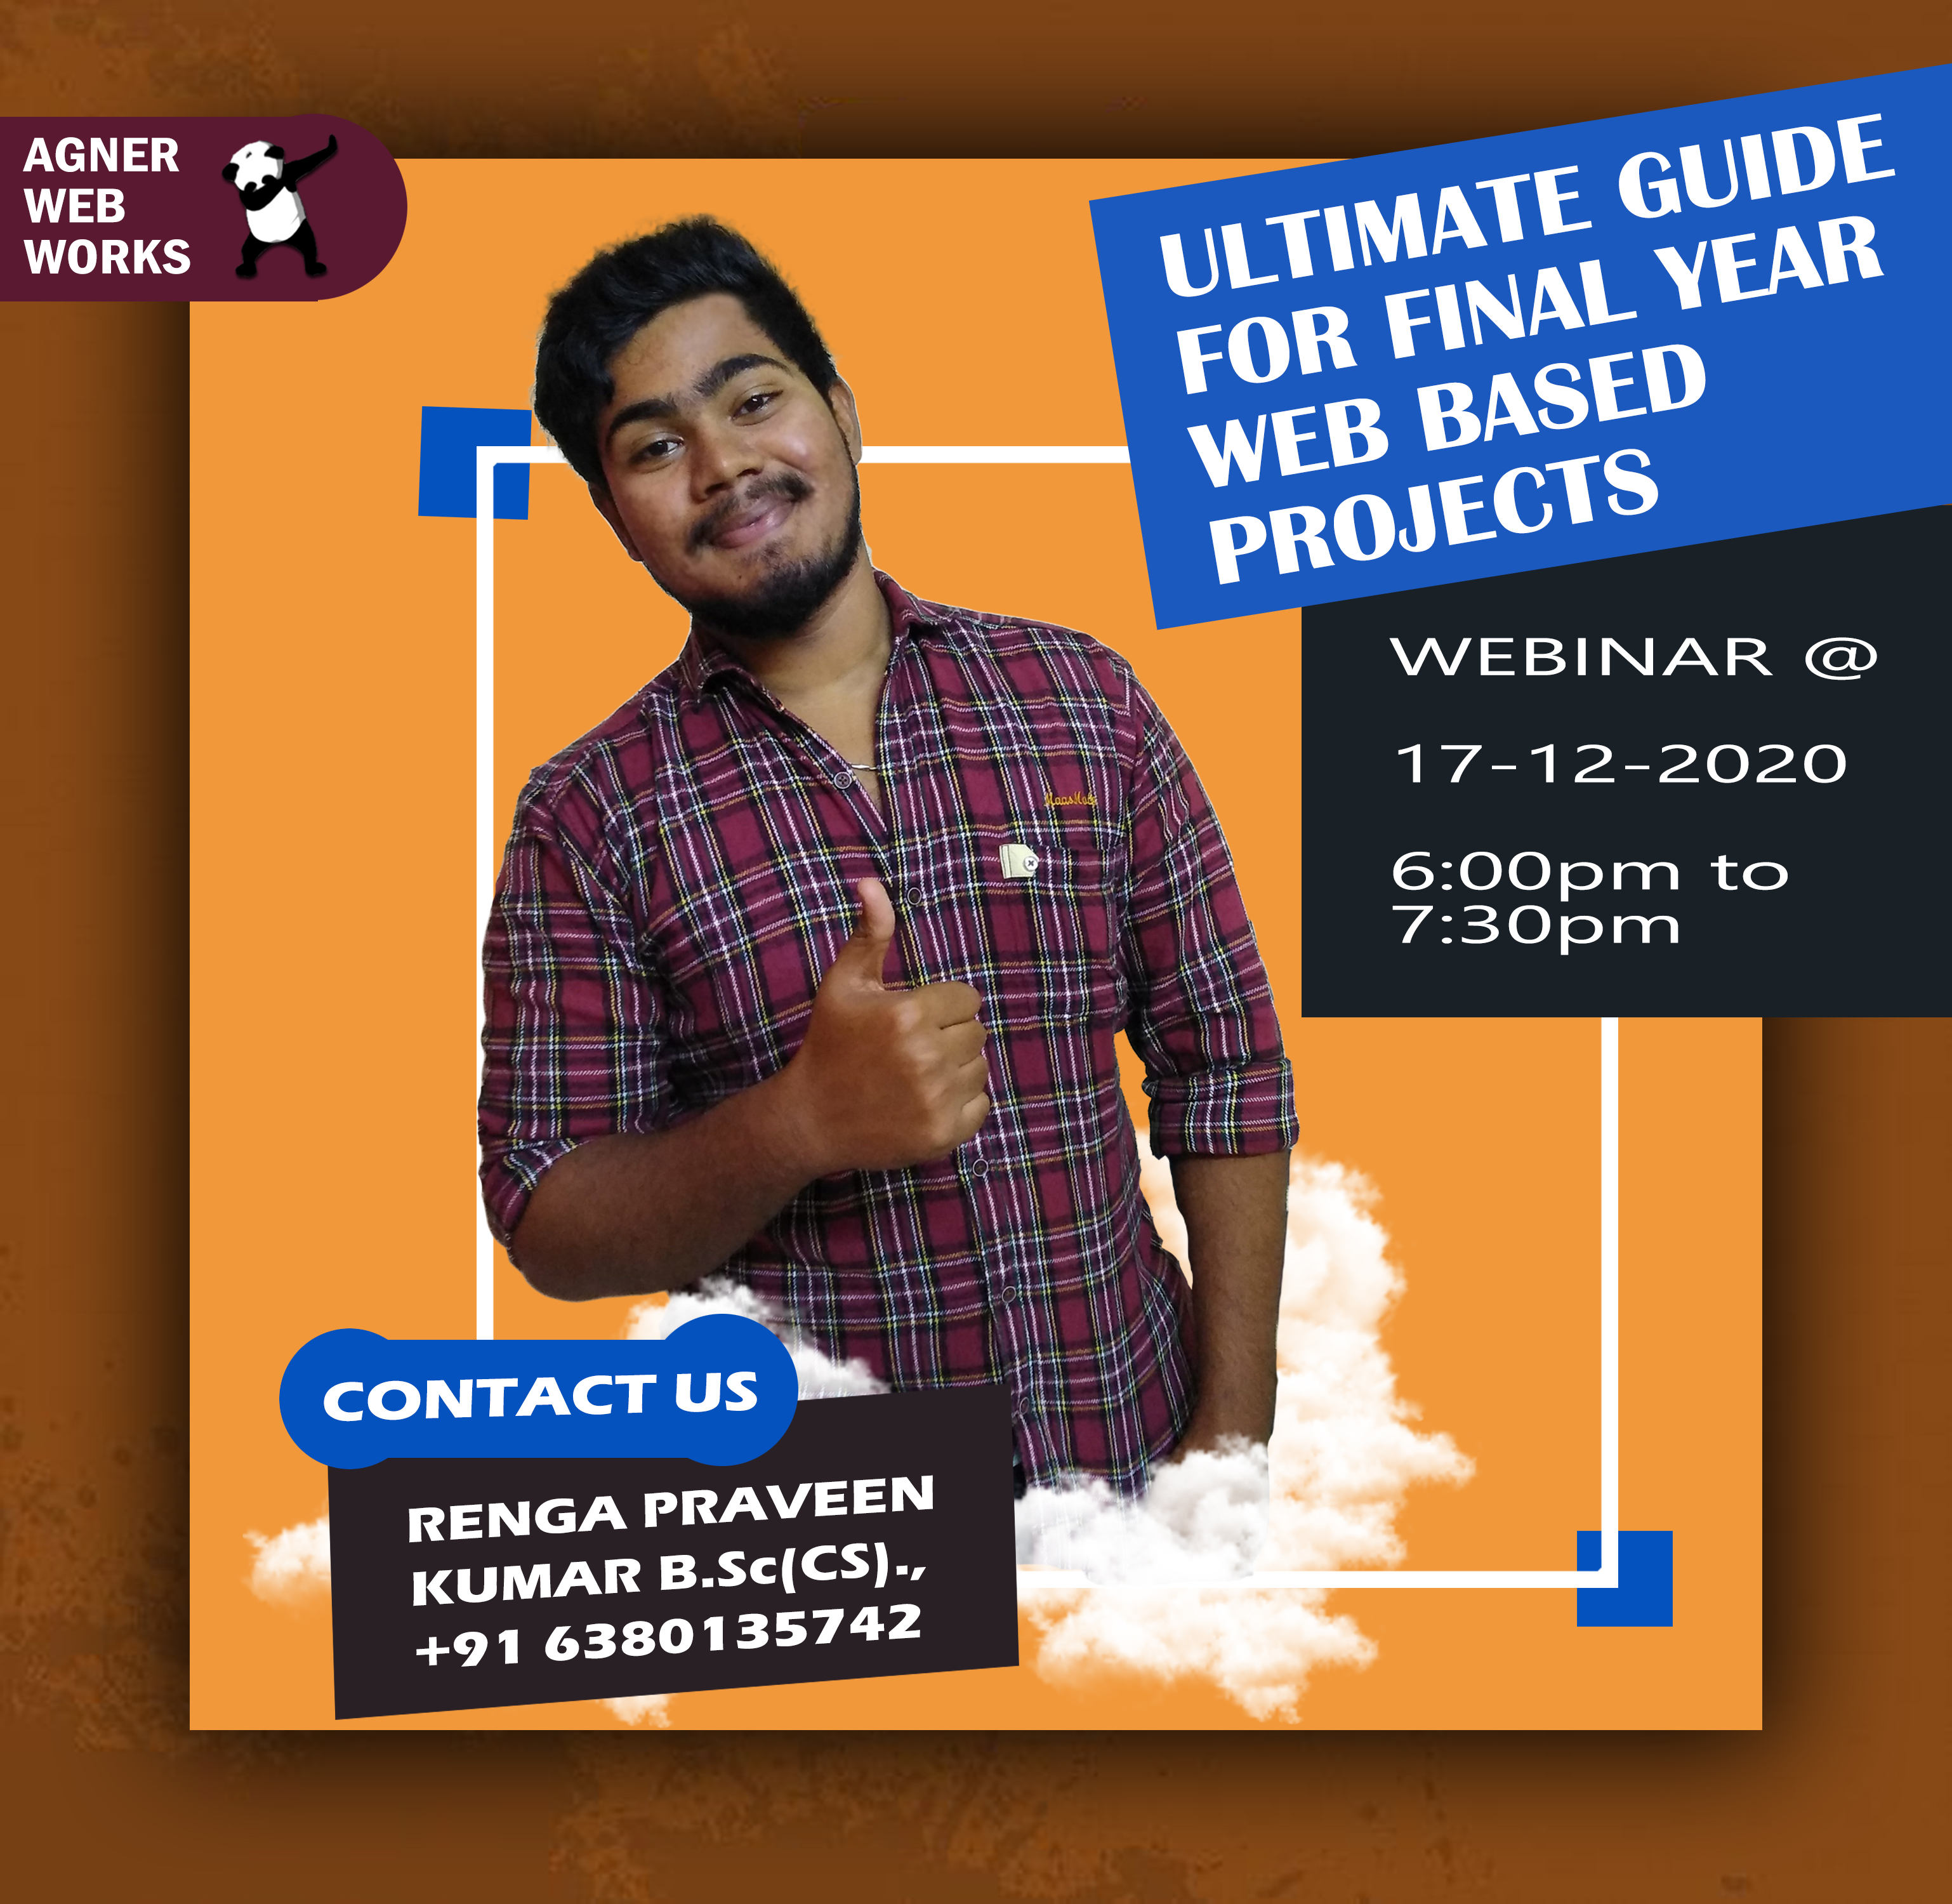 AGNER
WEB
WORKS
ULTIMATE GUIDE
FOR FINAL YEAR
WEB BASED
PROJECTS
WEBINAR @
17-12-2020
6:00pm to
7:30pm
CONTACT US
RENGA PRAVEEN
KUMAR B.Sc(CS).,
+91 6380135742